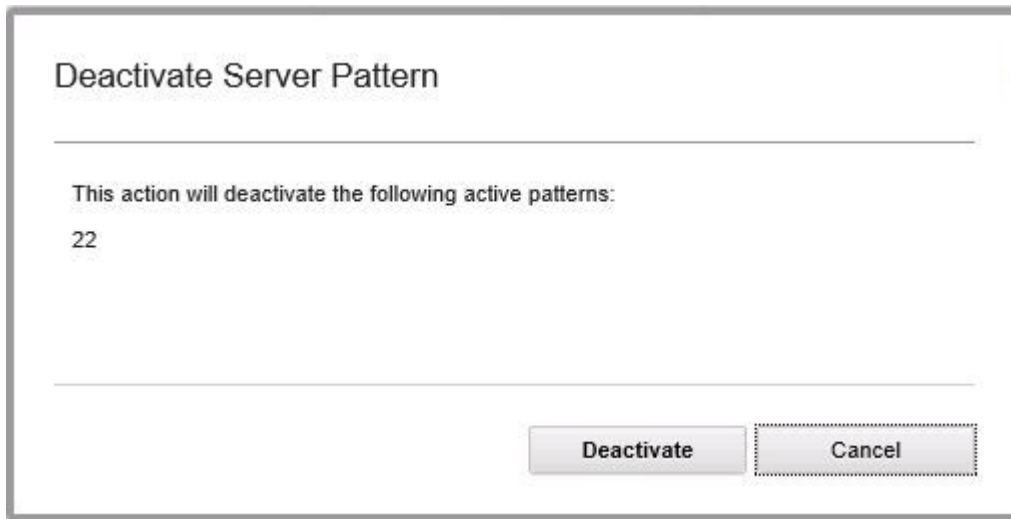 Deactivate Server Pattern
This action will deactivate the following active patterns:
22
Deactivate
Cancel